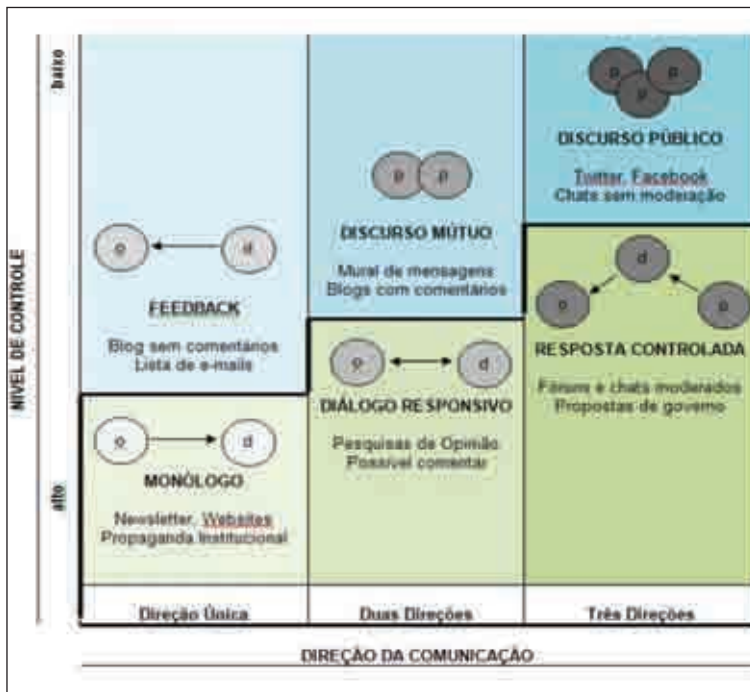 NÍVEL DE CONTROLE
baixo
alto
o d
FEEDBACK
Blog sem comentários
Lista de e-mails
o d
MONÓLOGO
Newsletter, Websites
Propaganda Institucional
p p
DISCURSO MÚTUO
Mural de mensagens
Blogs com comentários
o d
DIÁLOGO RESPONSIVO
Pesquisas de Opinião
Possível comentar
p p p
DISCURSO PÚBLICO
Twitter, Facebook
Chats sem moderação
d
o p
RESPOSTA CONTROLADA
Fóruns e chats moderados
Propostas de governo
Direção Única Duas Direções Três Direções
DIREÇÃO DA COMUNICAÇÃO